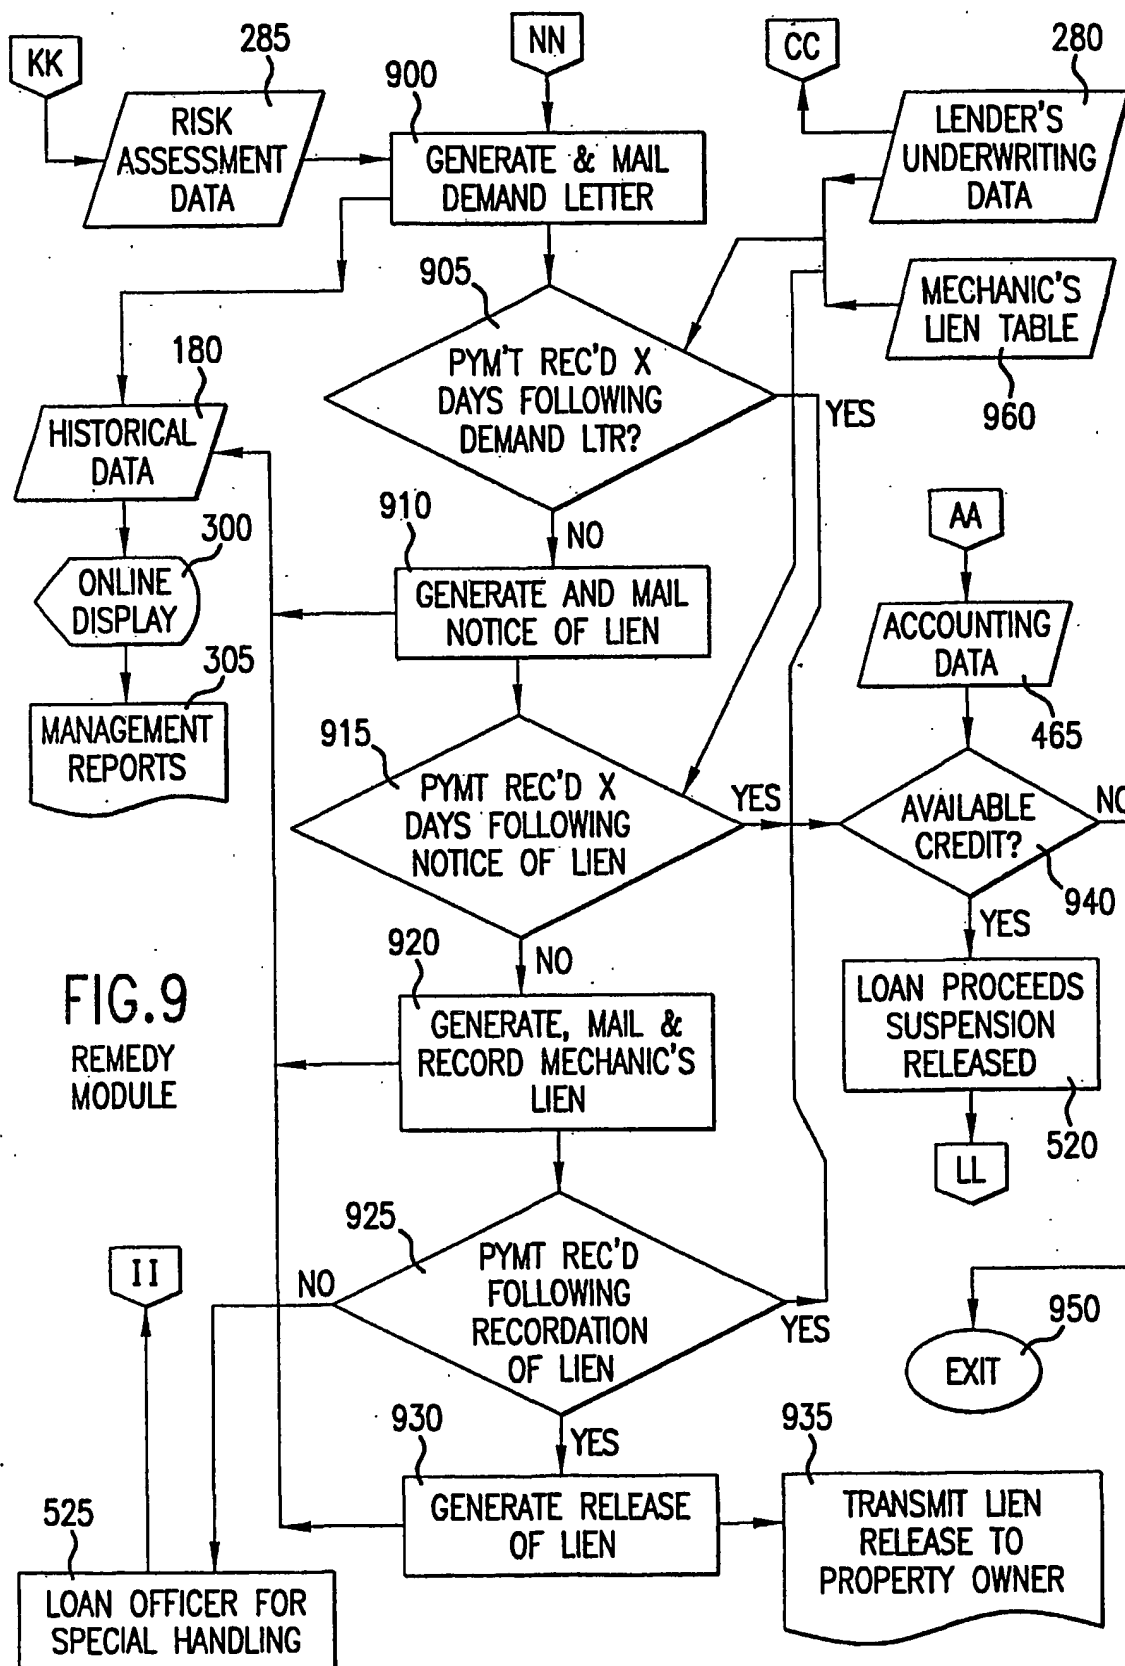 KK
285
NN
CC
280
900
RISK
ASSESSMENT
DATA
GENERATE & MAIL
DEMAND LETTER
LENDER'S
UNDERWRITING
DATA
905
MECHANIC'S
LIEN TABLE
960
180
PYM'T REC'D X
DAYS FOLLOWING
DEMAND LTR?
YES
HISTORICAL
DATA
910
NO
AA
300
ONLINE
DISPLAY
GENERATE AND MAIL
NOTICE OF LIEN
ACCOUNTING
DATA
465
305
MANAGEMENT
REPORTS
915
PYMT REC'D X
DAYS FOLLOWING
NOTICE OF LIEN
YES
AVAILABLE
CREDIT?
NO
940
YES
920
NO
FIG.9
REMEDY
MODULE
GENERATE, MAIL &
RECORD MECHANIC'S
LIEN
LOAN PROCEEDS
SUSPENSION
RELEASED
520
LL
925
PYMT REC'D
FOLLOWING
RECORDATION
OF LIEN
NO
YES
II
950
EXIT
930
YES
935
GENERATE RELEASE
OF LIEN
TRANSMIT LIEN
RELEASE TO
PROPERTY OWNER
525
LOAN OFFICER FOR
SPECIAL HANDLING